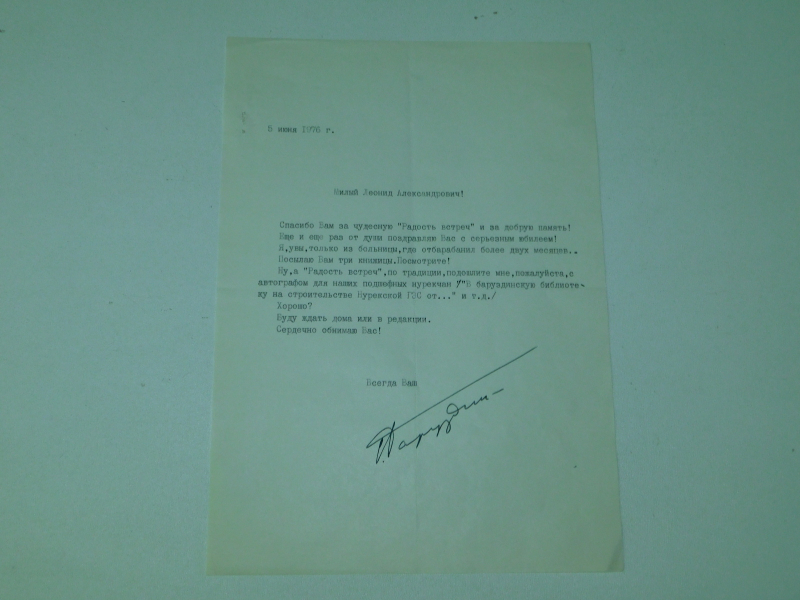 5 июня 1976 г.
Милый Леонид Александрович!
Спасибо Вам за чудесную "Радость встреч" и за добрую память!
Еще и еще раз от души поздравляю Вас с серьезным юбилеем!
Я,увы,только из больницы,где отбарабанил более двух месяцев..
Посылаю Вам три книжицы.Посмотрите!
Ну,а "Радость встреч",по традиции,подошлите мне,пожалуйста,с
автографом для наших подшефных нурекчан /"В баруздинскую библиоте-
ку на строительстве Нурекской ГЭС от..." и т.д./
Хорошо?
Буду ждать дома или в редакции.
Сердечно обнимаю Вас!
Всегда Ваш
Баруздин